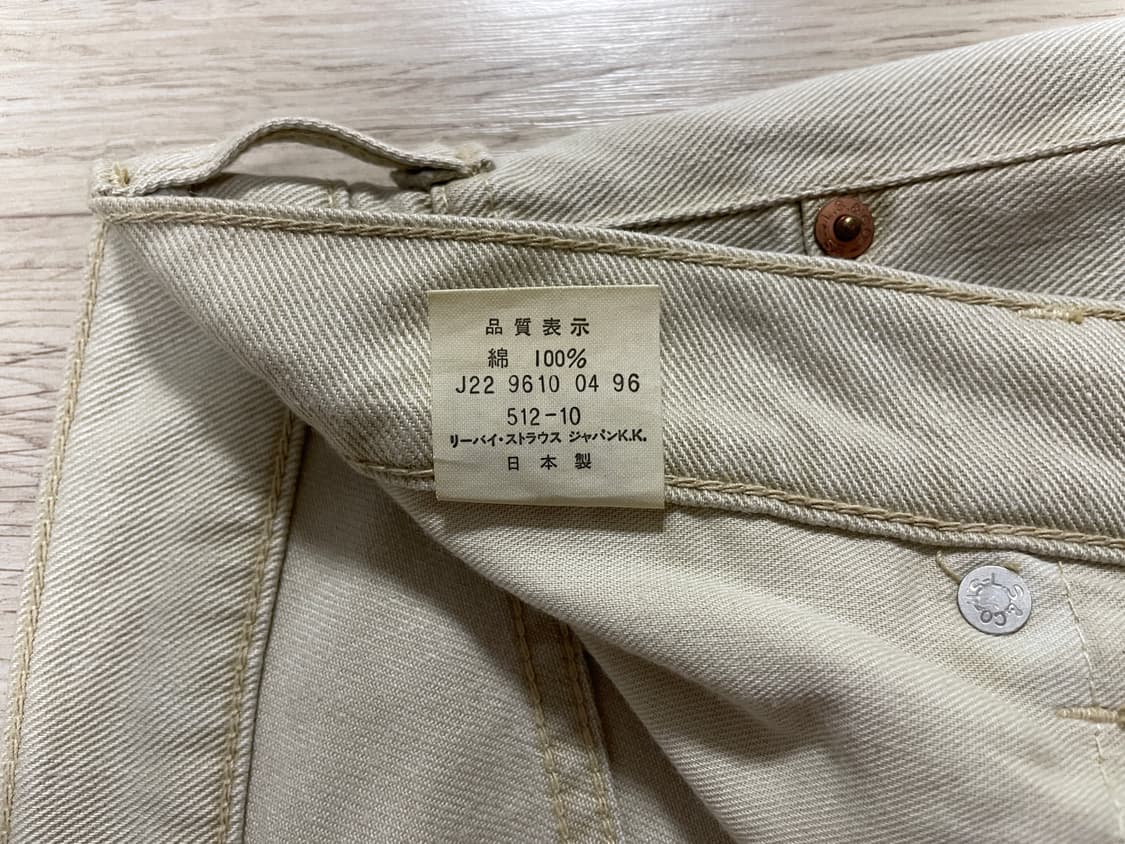 品質表示
綿 100%
J22 9610 04 96
512-10
リーバイ・ストラウス ジャパンK.K.
日本製
L.S.&CO